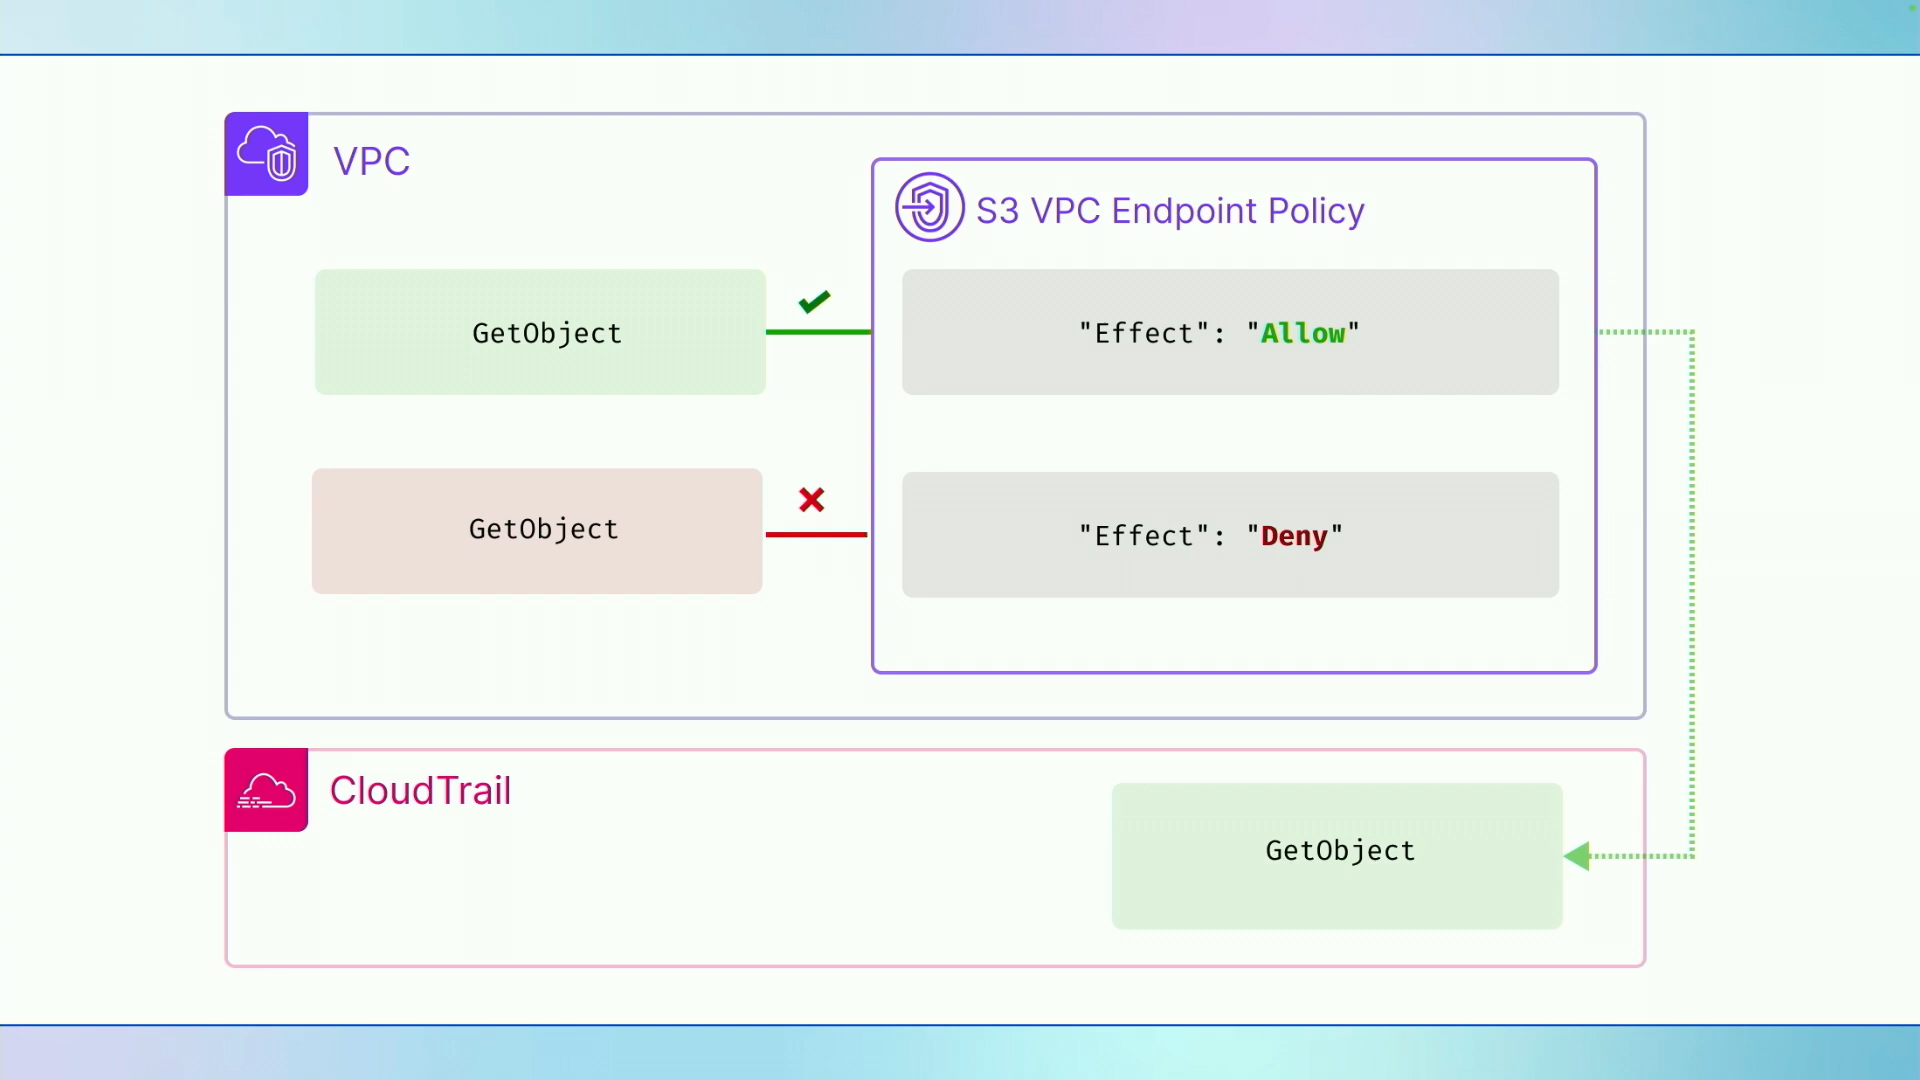 VPC
S3 VPC Endpoint Policy
GetObject
"Effect": "Allow"
GetObject
"Effect": "Deny"
CloudTrail
GetObject